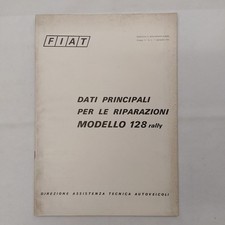 FIAT
DATI PRINCIPALI
PER LE RIPARAZIONI
MODELLO 128 rally
DIREZIONE ASSISTENZA TECNICA AUTOVEICOLI